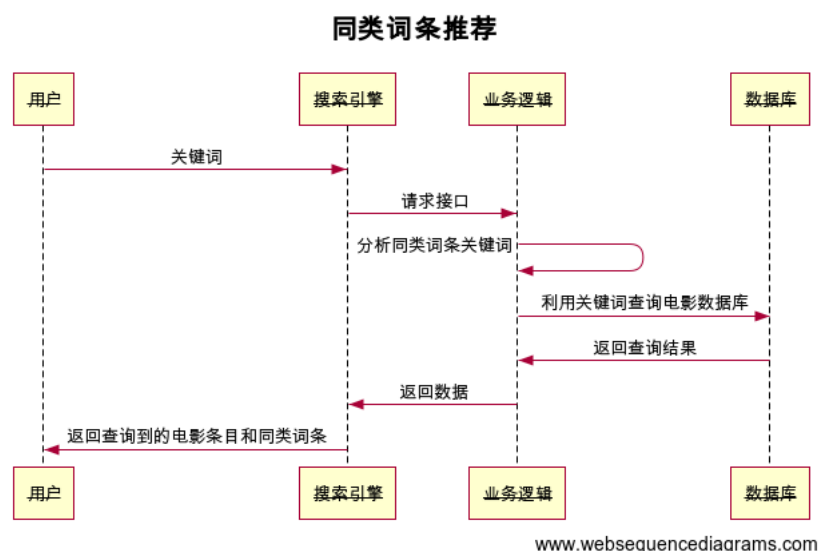 同类词条推荐
用户 搜索引擎 业务逻辑 数据库
关键词
请求接口
分析同类词条关键词
利用关键词查询电影数据库
返回查询结果
返回数据
返回查询到的电影条目和同类词条
用户 搜索引擎 业务逻辑 数据库
www.websequencediagrams.com